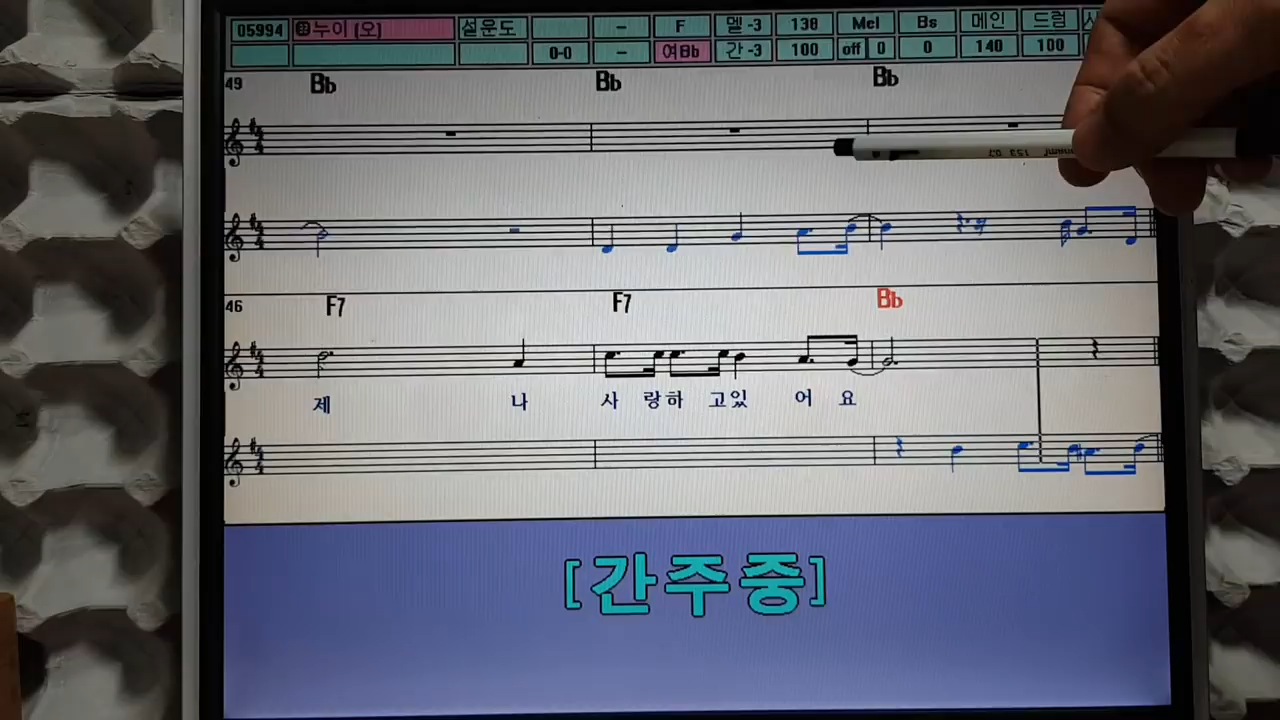 05994 누이 (오) 설운도 – F 멜 -3 138 Mel Bs 메인 드럼
0-0 – 여Bb 간 -3 100 off 0 0 140 100
49 Bb Bb Bb
46 F7 F7 Bb
제 나 사 랑하 고있 어 요
[간주중]